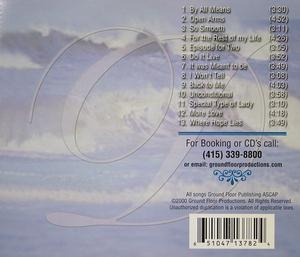 1. By All Means (3:30)
2. Open Arms (4:52)
3. So Smooth (3:11)
4. For the Rest of my Life (4:26)
5. Episode for Two (3:05)
6. Do It Live (3:52)
7. It was Meant to be (3:49)
8. I Won't Tell (3:08)
9. Back to Me (4:03)
10. Unconditional (3:58)
11. Special Type of Lady (3:10)
12. More Love (4:18)
13. Where Hope Lies (3:49)
For Booking or CD's call:
(415) 339-8800
or email: groundfloorproductions.com
All songs Ground Floor Publishing ASCAP
©2000 Ground Floor Productions. All Rights Reserved.
Unauthorized duplication is a violation of applicable laws.
6 51047 13782 4